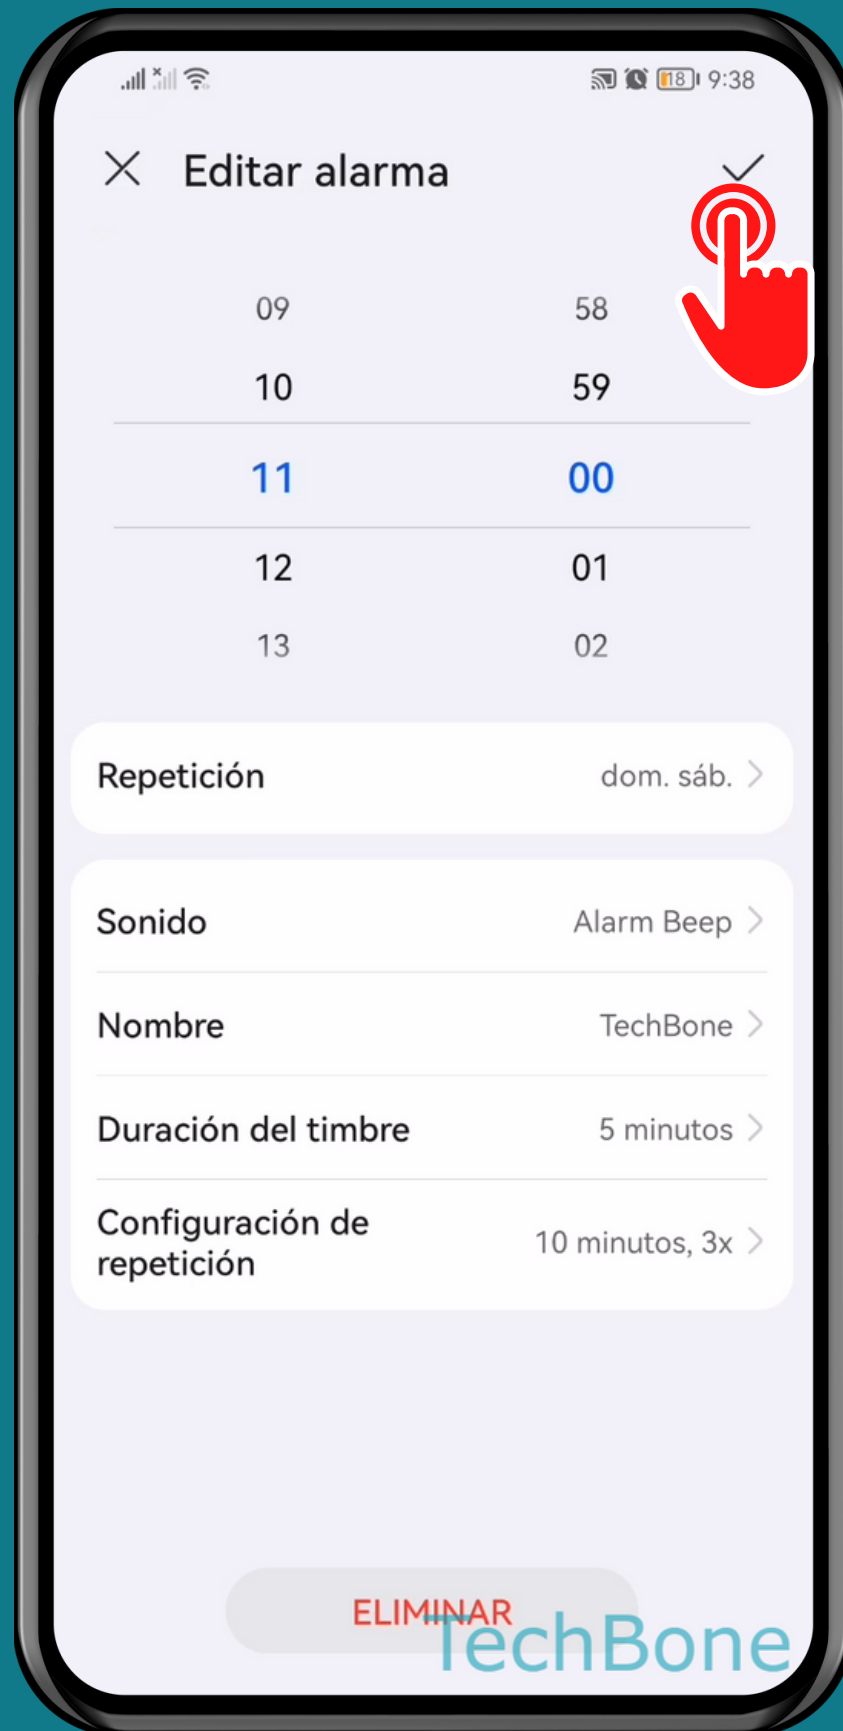 18 9:38
Editar alarma
09 58
10 59
11 00
12 01
13 02
Repetición dom. sáb.
Sonido Alarm Beep
Nombre TechBone
Duración del timbre 5 minutos
Configuración de
repetición 10 minutos, 3x
ELIMINAR
TechBone